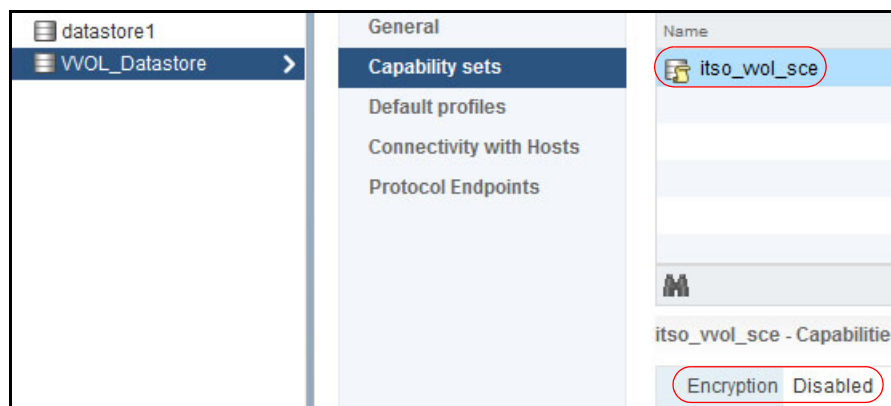 datastore1
VVOL_Datastore
General
Capability sets
Default profiles
Connectivity with Hosts
Protocol Endpoints
Name
itso_vvol_sce
itso_vvol_sce - Capabilitie
Encryption Disabled